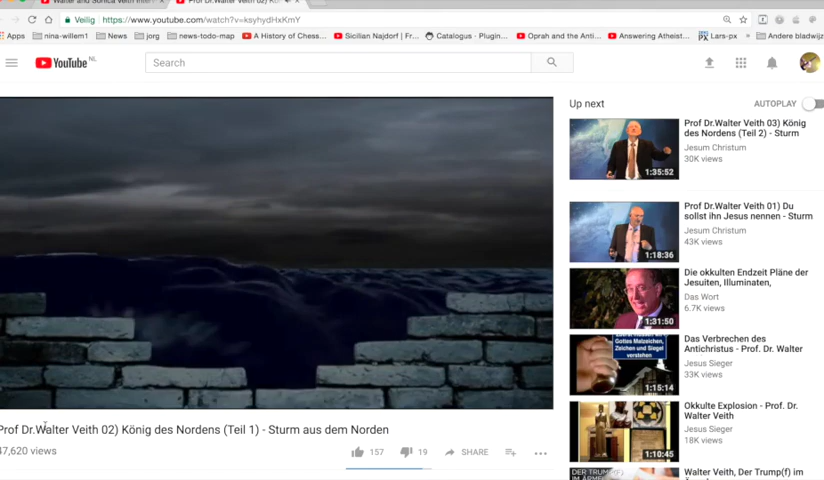 Walter and Sonica Veith Interv
Prof Dr.Walter Veith 02) Kö
Veilig
https://www.youtube.com/watch?v=ksyhydHxKmY
Apps
nina-willem1
News
jorg
news-todo-map
A History of Chess…
Sicilian Najdorf | Fr…
Catalogus - Plugin…
Oprah and the Anti…
Answering Atheist…
Lars-px
»
Andere bladwijz
YouTube NL
Search
Up next
AUTOPLAY
Prof Dr.Walter Veith 03) König
des Nordens (Teil 2) - Sturm
Jesum Christum
30K views
1:35:52
Prof Dr.Walter Veith 01) Du
sollst ihn Jesus nennen - Sturm
Jesum Christum
43K views
1:18:36
Die okkulten Endzeit Pläne der
Jesuiten, Illuminaten,
Das Wort
6.7K views
1:31:50
Das Verbrechen des
Antichristus - Prof. Dr. Walter
Jesus Sieger
33K views
Gottes Malzeichen,
Zeichen und Siegel
verstehen
1:15:14
Okkulte Explosion - Prof. Dr.
Walter Veith
Jesus Sieger
18K views
1:10:45
Walter Veith, Der Trump(f) im
DER TRUM
Prof Dr.Walter Veith 02) König des Nordens (Teil 1) - Sturm aus dem Norden
47,620 views
157
19
SHARE